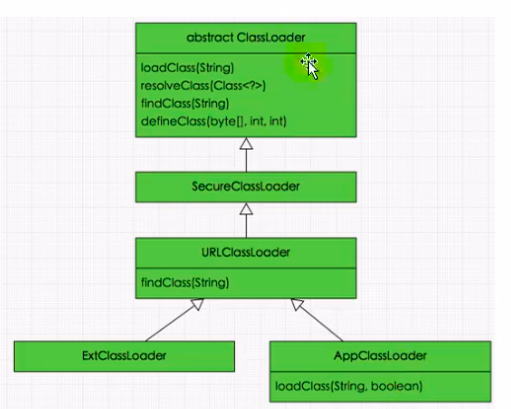 abstract ClassLoader
loadClass(String)
resolveClass(Class<?>)
findClass(String)
defineClass(byte[], int, int)
SecureClassLoader
URLClassLoader
findClass(String)
ExtClassLoader
AppClassLoader
loadClass(String, boolean)